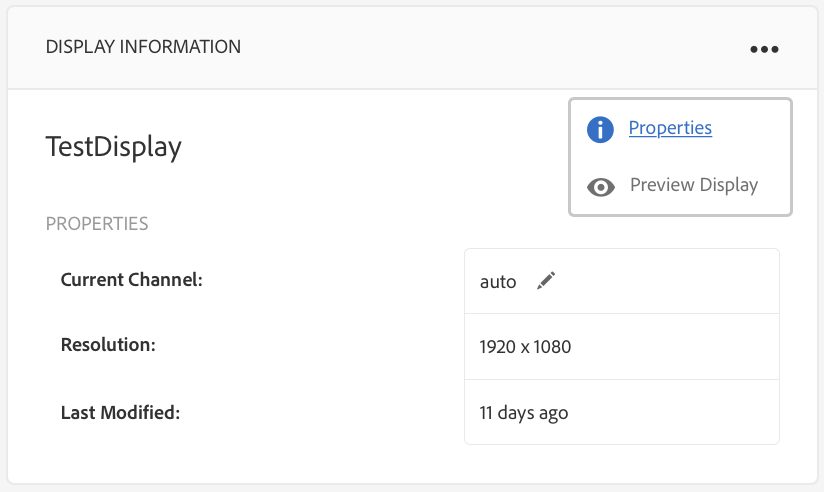 DISPLAY INFORMATION
Properties
TestDisplay
Preview Display
PROPERTIES
Current Channel: auto
Resolution: 1920 x 1080
Last Modified: 11 days ago